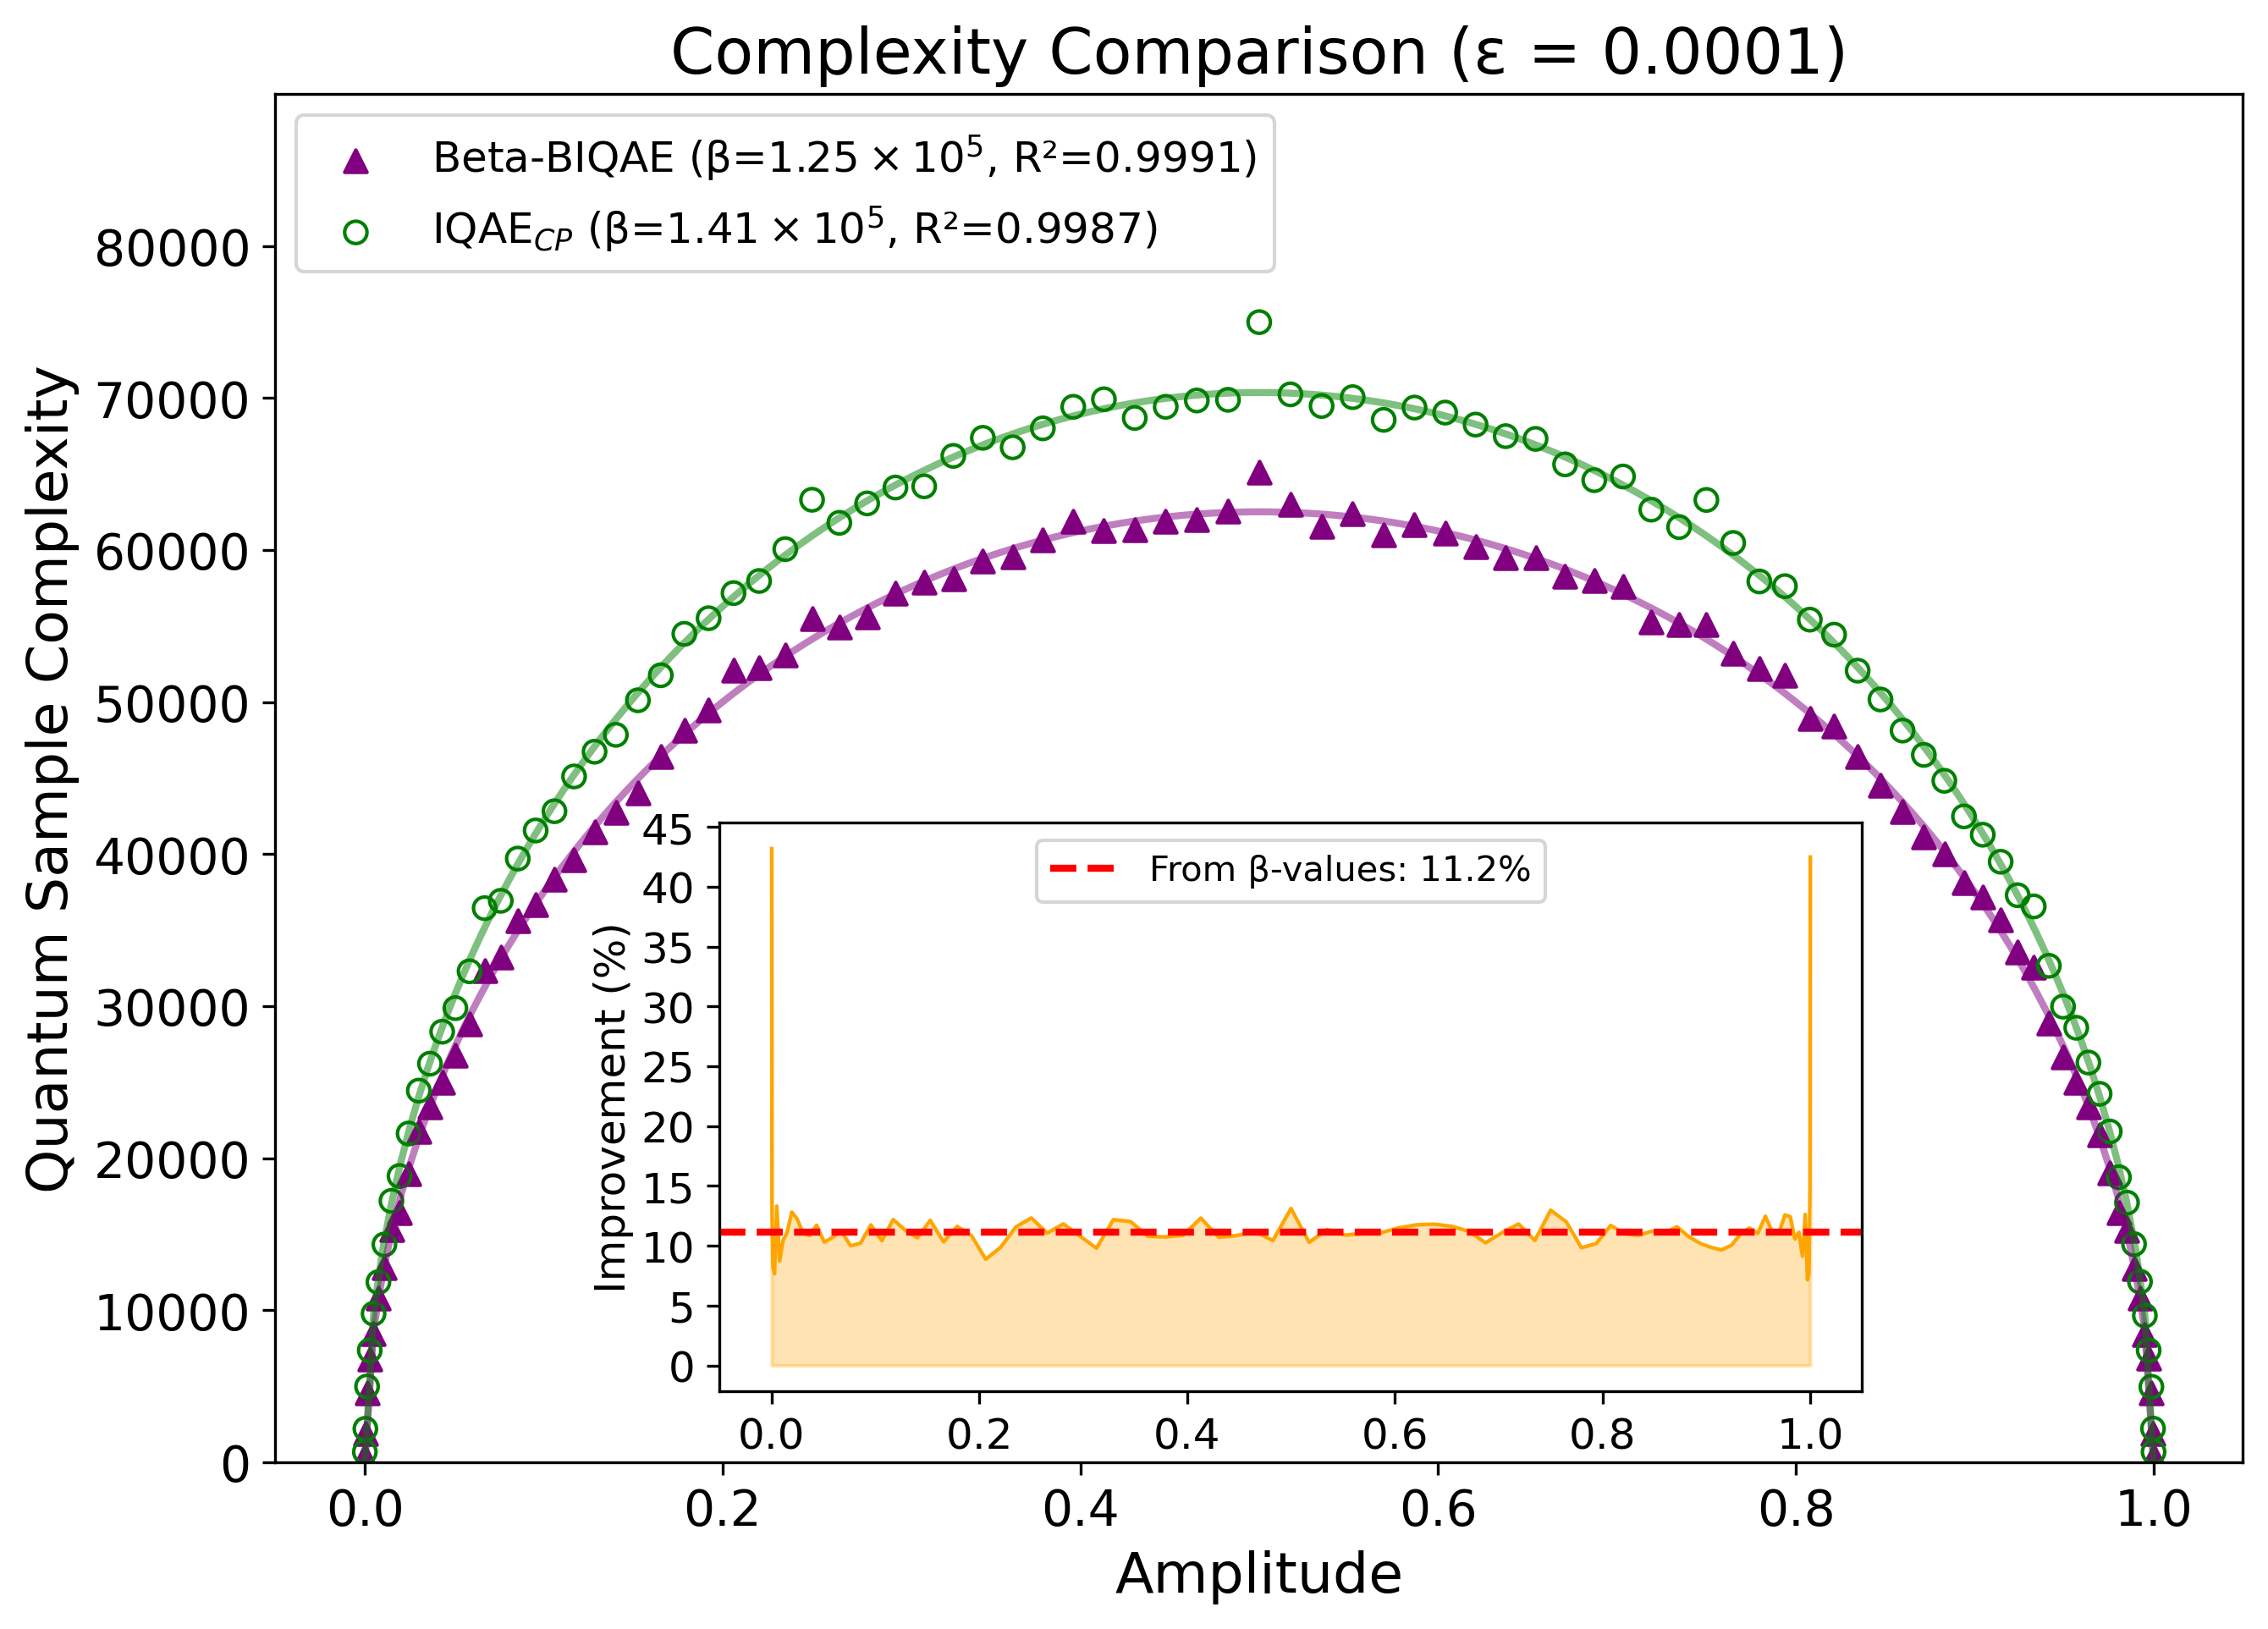 Complexity Comparison (ε = 0.0001)
Beta-BIQAE (β=1.25 × 10⁵, R²=0.9991)
IQAE_CP (β=1.41 × 10⁵, R²=0.9987)
Quantum Sample Complexity
80000
70000
60000
50000
40000
30000
20000
10000
0
From β-values: 11.2%
Improvement (%)
45
40
35
30
25
20
15
10
5
0
0.0 0.2 0.4 0.6 0.8 1.0
0.0 0.2 0.4 0.6 0.8 1.0
Amplitude